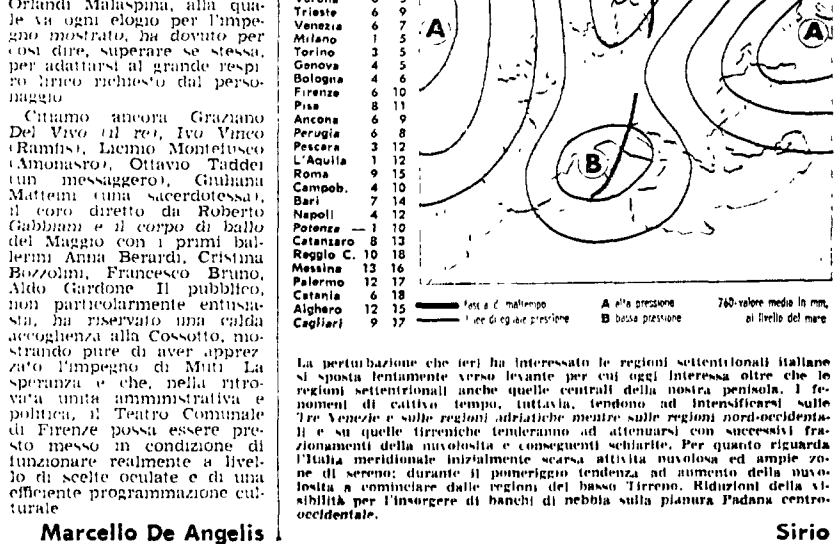 Orlandi Malaspina, alla qua-
le va ogni elogio per l'impe-
gno mostrato, ha dovuto per
così dire, superare se stessa,
per adattarsi al grande respi-
ro lirico richiesto dal perso-
naggio
Citiamo ancora Graziano
Del Vivo (il re), Ivo Vinco
(Ramfis), Licinio Montefusco
(Amonasro), Ottavio Taddei
(un messaggero), Giuliana
Matteini (una sacerdotessa),
il coro diretto da Roberto
Gabbiani e il corpo di ballo
del Maggio con i primi bal-
lerini Anna Berardi, Cristina
Bozzolini, Francesco Bruno,
Aldo Gardone Il pubblico,
non particolarmente entusia-
sta, ha riservato una calda
accoglienza alla Cossotto, mo-
strando pure di aver apprez-
zato l'impegno di Muti La
speranza e che, nella ritro-
vata unità amministrativa e
politica, il Teatro Comunale
di Firenze possa essere pre-
sto messo in condizione di
funzionare realmente a livel-
lo di scelte oculate e di una
efficiente programmazione cul-
turale
Marcello De Angelis
Trieste 6 9
Venezia 6 7
Milano 1 5
Torino 3 5
Genova 4 5
Bologna 4 6
Firenze 6 10
Pisa 8 11
Ancona 6 9
Perugia 6 8
Pescara 3 12
L'Aquila 1 12
Roma 9 15
Campob. 4 10
Bari 7 14
Napoli 4 12
Potenza — 1 10
Catanzaro 8 13
Reggio C. 10 18
Messina 13 16
Palermo 12 17
Catania 6 18
Alghero 12 15
Cagliari 9 17
A
A
B
fascia di maltempo
linee di eguale pressione
A alta pressione
B bassa pressione
760-valore medio in mm.
al livello del mare
La perturbazione che ieri ha interessato le regioni settentrionali italiane
si sposta lentamente verso levante per cui oggi interessa oltre che le
regioni settentrionali anche quelle centrali della nostra penisola. I fe-
nomeni di cattivo tempo, tuttavia, tendono ad intensificarsi sulle
Tre Venezie e sulle regioni adriatiche mentre sulle regioni nord-occidenta-
li e su quelle tirreniche tenderanno ad attenuarsi con successivi fra-
zionamenti della nuvolosità e conseguenti schiarite. Per quanto riguarda
l'Italia meridionale inizialmente scarsa attività nuvolosa ed ampie zo-
ne di sereno; durante il pomeriggio tendenza ad aumento della nuvo-
losità a cominciare dalle regioni del basso Tirreno. Riduzioni della vi-
sibilità per l'insorgere di banchi di nebbia sulla pianura Padana centro-
occidentale.
Sirio